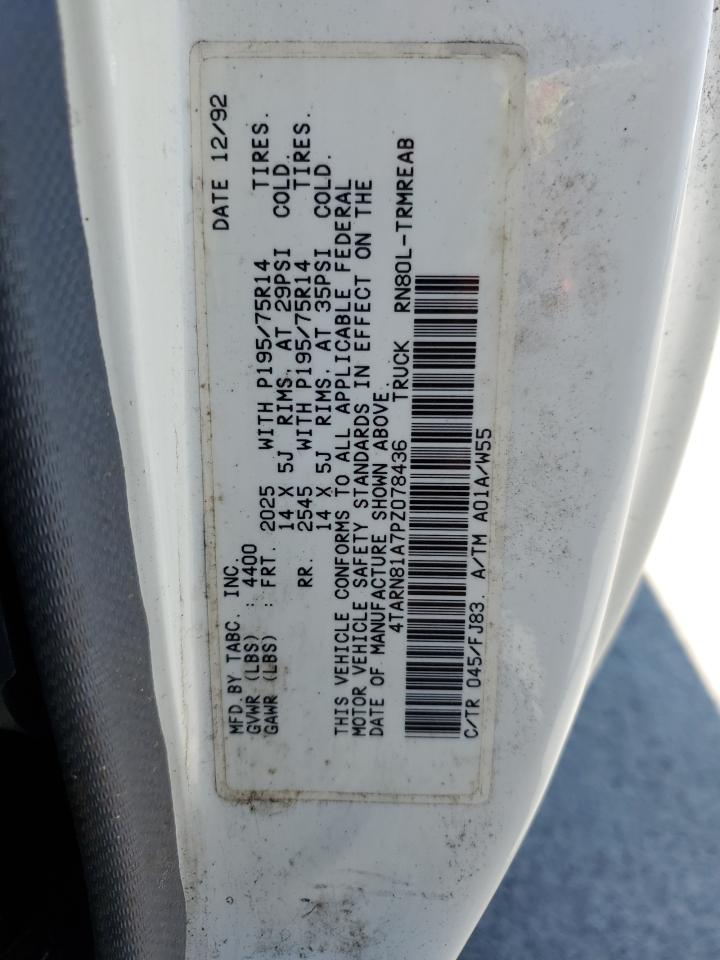 MFD. BY TABC. INC. DATE 12/92
GVWR (LBS) : 4400
GAWR (LBS) : FRT. 2025 WITH P195/75R14 TIRES.
14 X 5J RIMS. AT 29PSI COLD.
RR. 2545 WITH P195/75R14 TIRES.
14 X 5J RIMS. AT 35PSI COLD.
THIS VEHICLE CONFORMS TO ALL APPLICABLE FEDERAL
MOTOR VEHICLE SAFETY STANDARDS IN EFFECT ON THE
DATE OF MANUFACTURE SHOWN ABOVE.
4TARN81A7PZ078436 TRUCK RN80L-TRMREAB
C/TR 045/FJ83. A/TM A01A/W55